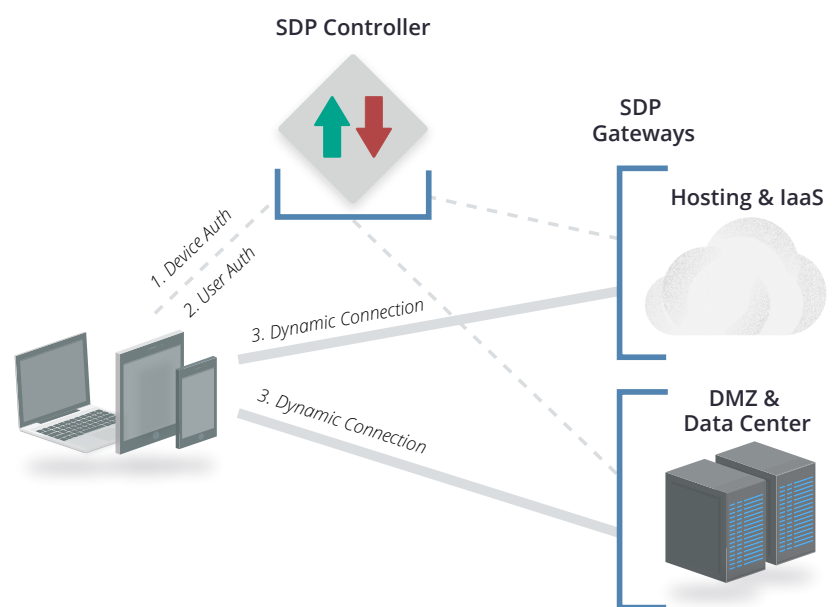 SDP Controller
SDP
Gateways
Hosting & IaaS
1. Device Auth
2. User Auth
3. Dynamic Connection
3. Dynamic Connection
DMZ &
Data Center